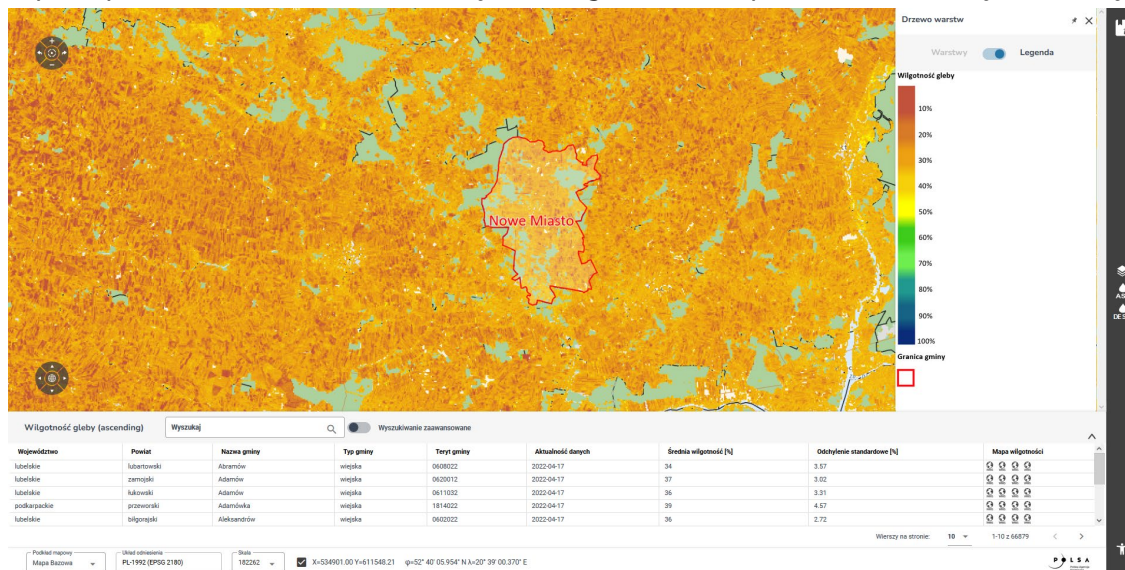 Drzewo warstw
Warstwy Legenda
Wilgotność gleby
10%
20%
30%
40%
50%
60%
70%
80%
90%
100%
Granica gminy
Nowe Miasto
Wilgotność gleby (ascending) Wyszukaj Wyszukiwanie zaawansowane
Województwo Powiat Nazwa gminy Typ gminy Teryt gminy Aktualność danych Średnia wilgotność [%] Odchylenie standardowe [%] Mapa wilgotności
lubelskie lubartowski Abramów wiejska 0608022 2022-04-17 34 3.57
lubelskie zamojski Adamów wiejska 0620012 2022-04-17 37 3.02
lubelskie łukowski Adamów wiejska 0611032 2022-04-17 36 3.31
podkarpackie przeworski Adamówka wiejska 1814022 2022-04-17 39 4.57
lubelskie biłgorajski Aleksandrów wiejska 0602022 2022-04-17 36 2.72
Wierszy na stronie: 10 1-10 z 66879
Podkład mapowy Układ odniesienia Skala
Mapa Bazowa PL-1992 (EPSG 2180) 182262 X=534901.00 Y=611548.21 φ=52° 40' 05.954" N λ=20° 39' 00.370" E
POLSA